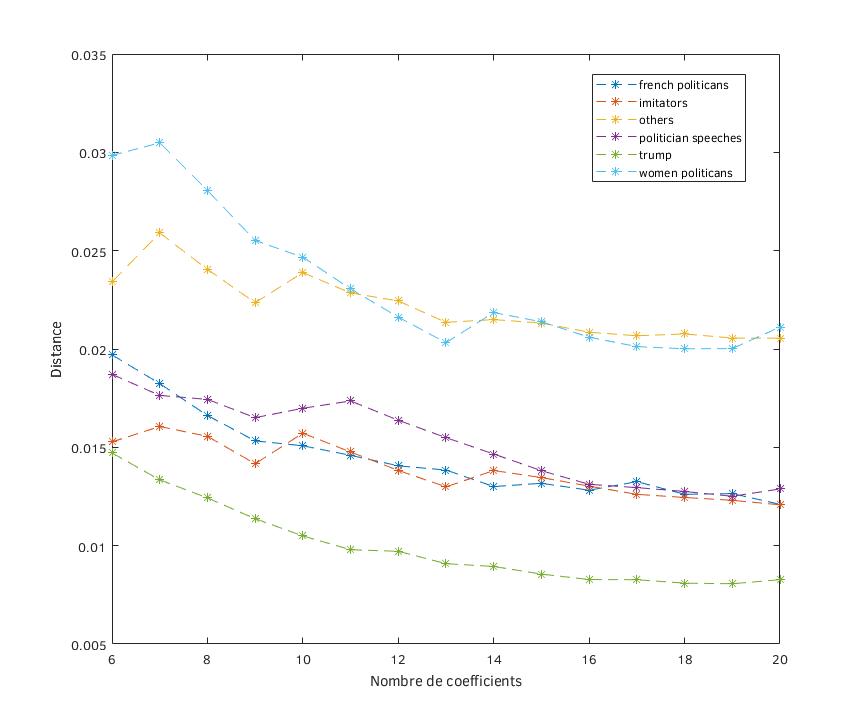 0.035
0.03
0.025
0.02
0.015
0.01
0.005
Distance
6 8 10 12 14 16 18 20
Nombre de coefficients
french politicans
imitators
others
politician speeches
trump
women politicans